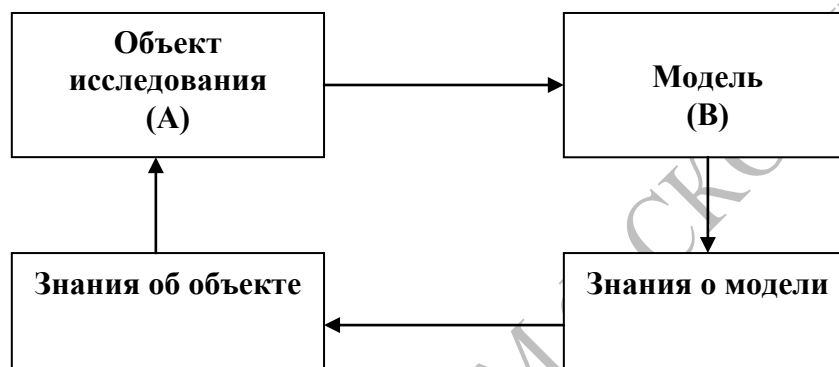 Объект
исследования
(А)
Модель
(В)
Знания об объекте
Знания о модели